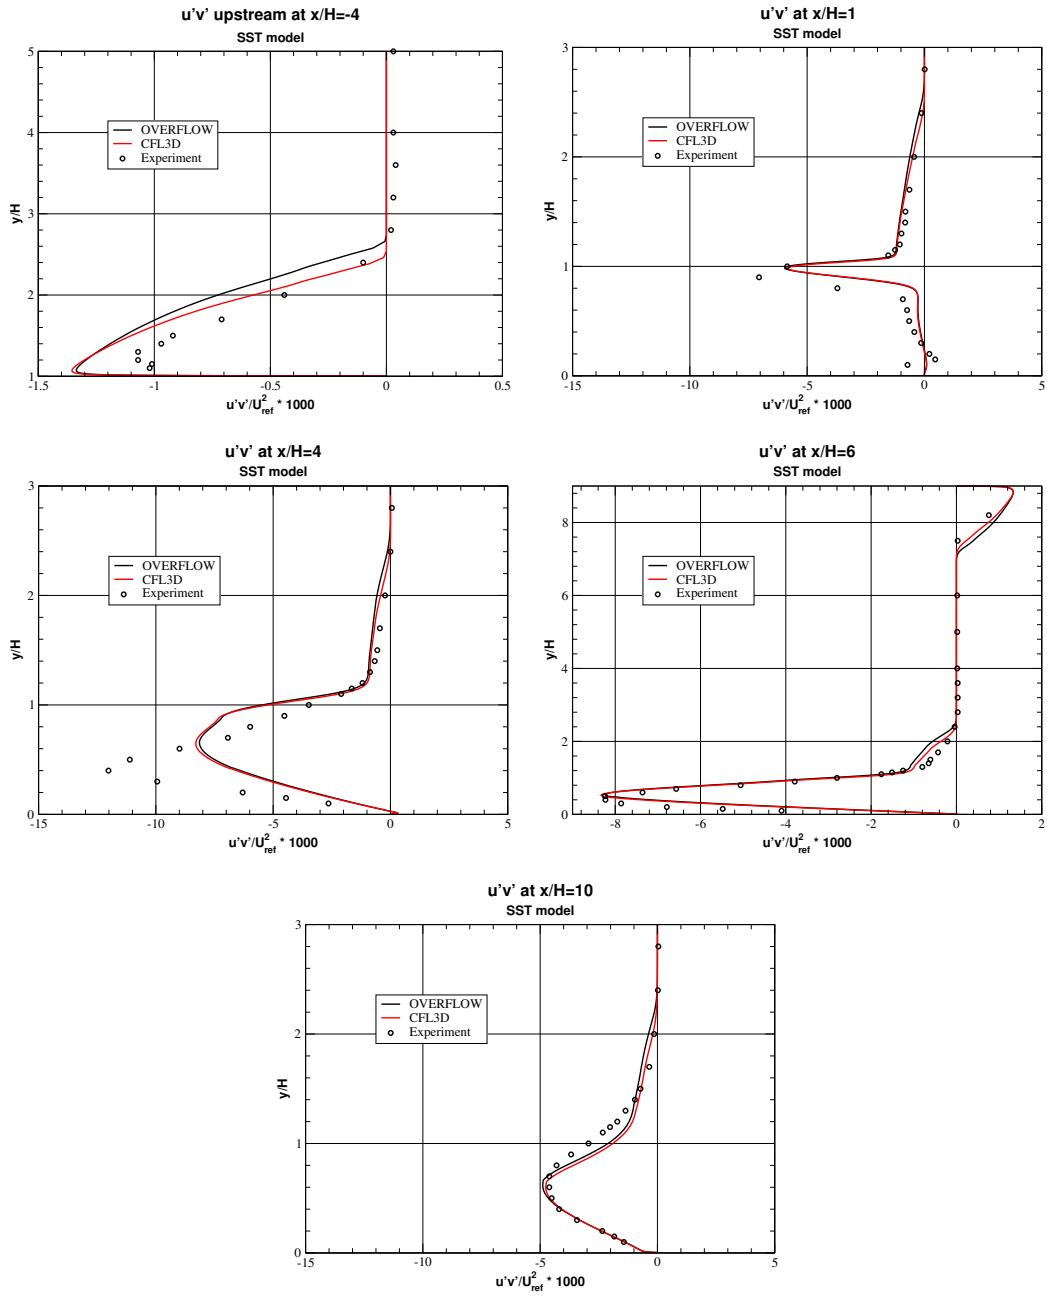 u'v' upstream at x/H=-4
SST model
5
4
3
2
1
y/H
OVERFLOW
CFL3D
Experiment
-1.5 -1 -0.5 0 0.5
u'v'/U²ref * 1000
u'v' at x/H=1
SST model
3
2
1
0
y/H
OVERFLOW
CFL3D
Experiment
-15 -10 -5 0 5
u'v'/U²ref * 1000
u'v' at x/H=4
SST model
3
2
1
0
y/H
OVERFLOW
CFL3D
Experiment
-15 -10 -5 0 5
u'v'/U²ref * 1000
u'v' at x/H=6
SST model
8
6
4
2
0
y/H
OVERFLOW
CFL3D
Experiment
-8 -6 -4 -2 0 2
u'v'/U²ref * 1000
u'v' at x/H=10
SST model
3
2
1
0
y/H
OVERFLOW
CFL3D
Experiment
-15 -10 -5 0 5
u'v'/U²ref * 1000